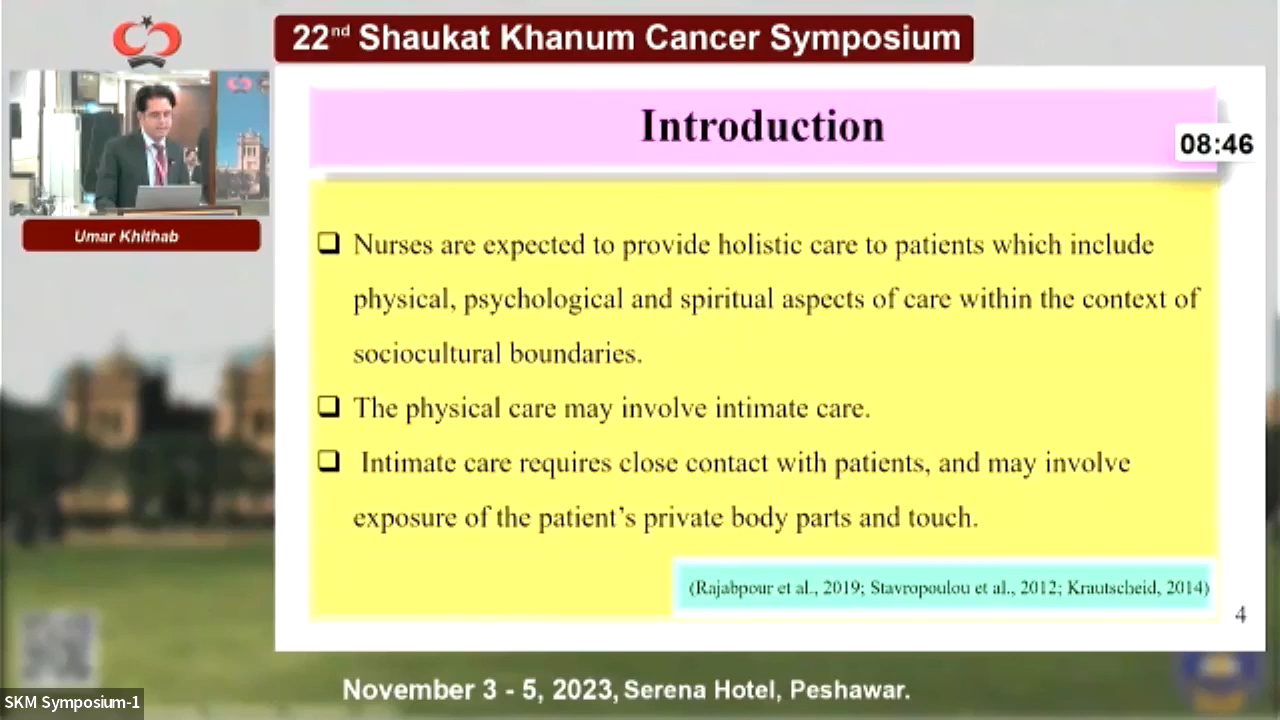 22nd Shaukat Khanum Cancer Symposium
Umar Khithab
Introduction
08:46
❑ Nurses are expected to provide holistic care to patients which include
physical, psychological and spiritual aspects of care within the context of
sociocultural boundaries.
❑ The physical care may involve intimate care.
❑ Intimate care requires close contact with patients, and may involve
exposure of the patient's private body parts and touch.
(Rajabpour et al., 2019; Stavropoulou et al., 2012; Krautscheid, 2014)
4
November 3 - 5, 2023, Serena Hotel, Peshawar.
SKM Symposium-1